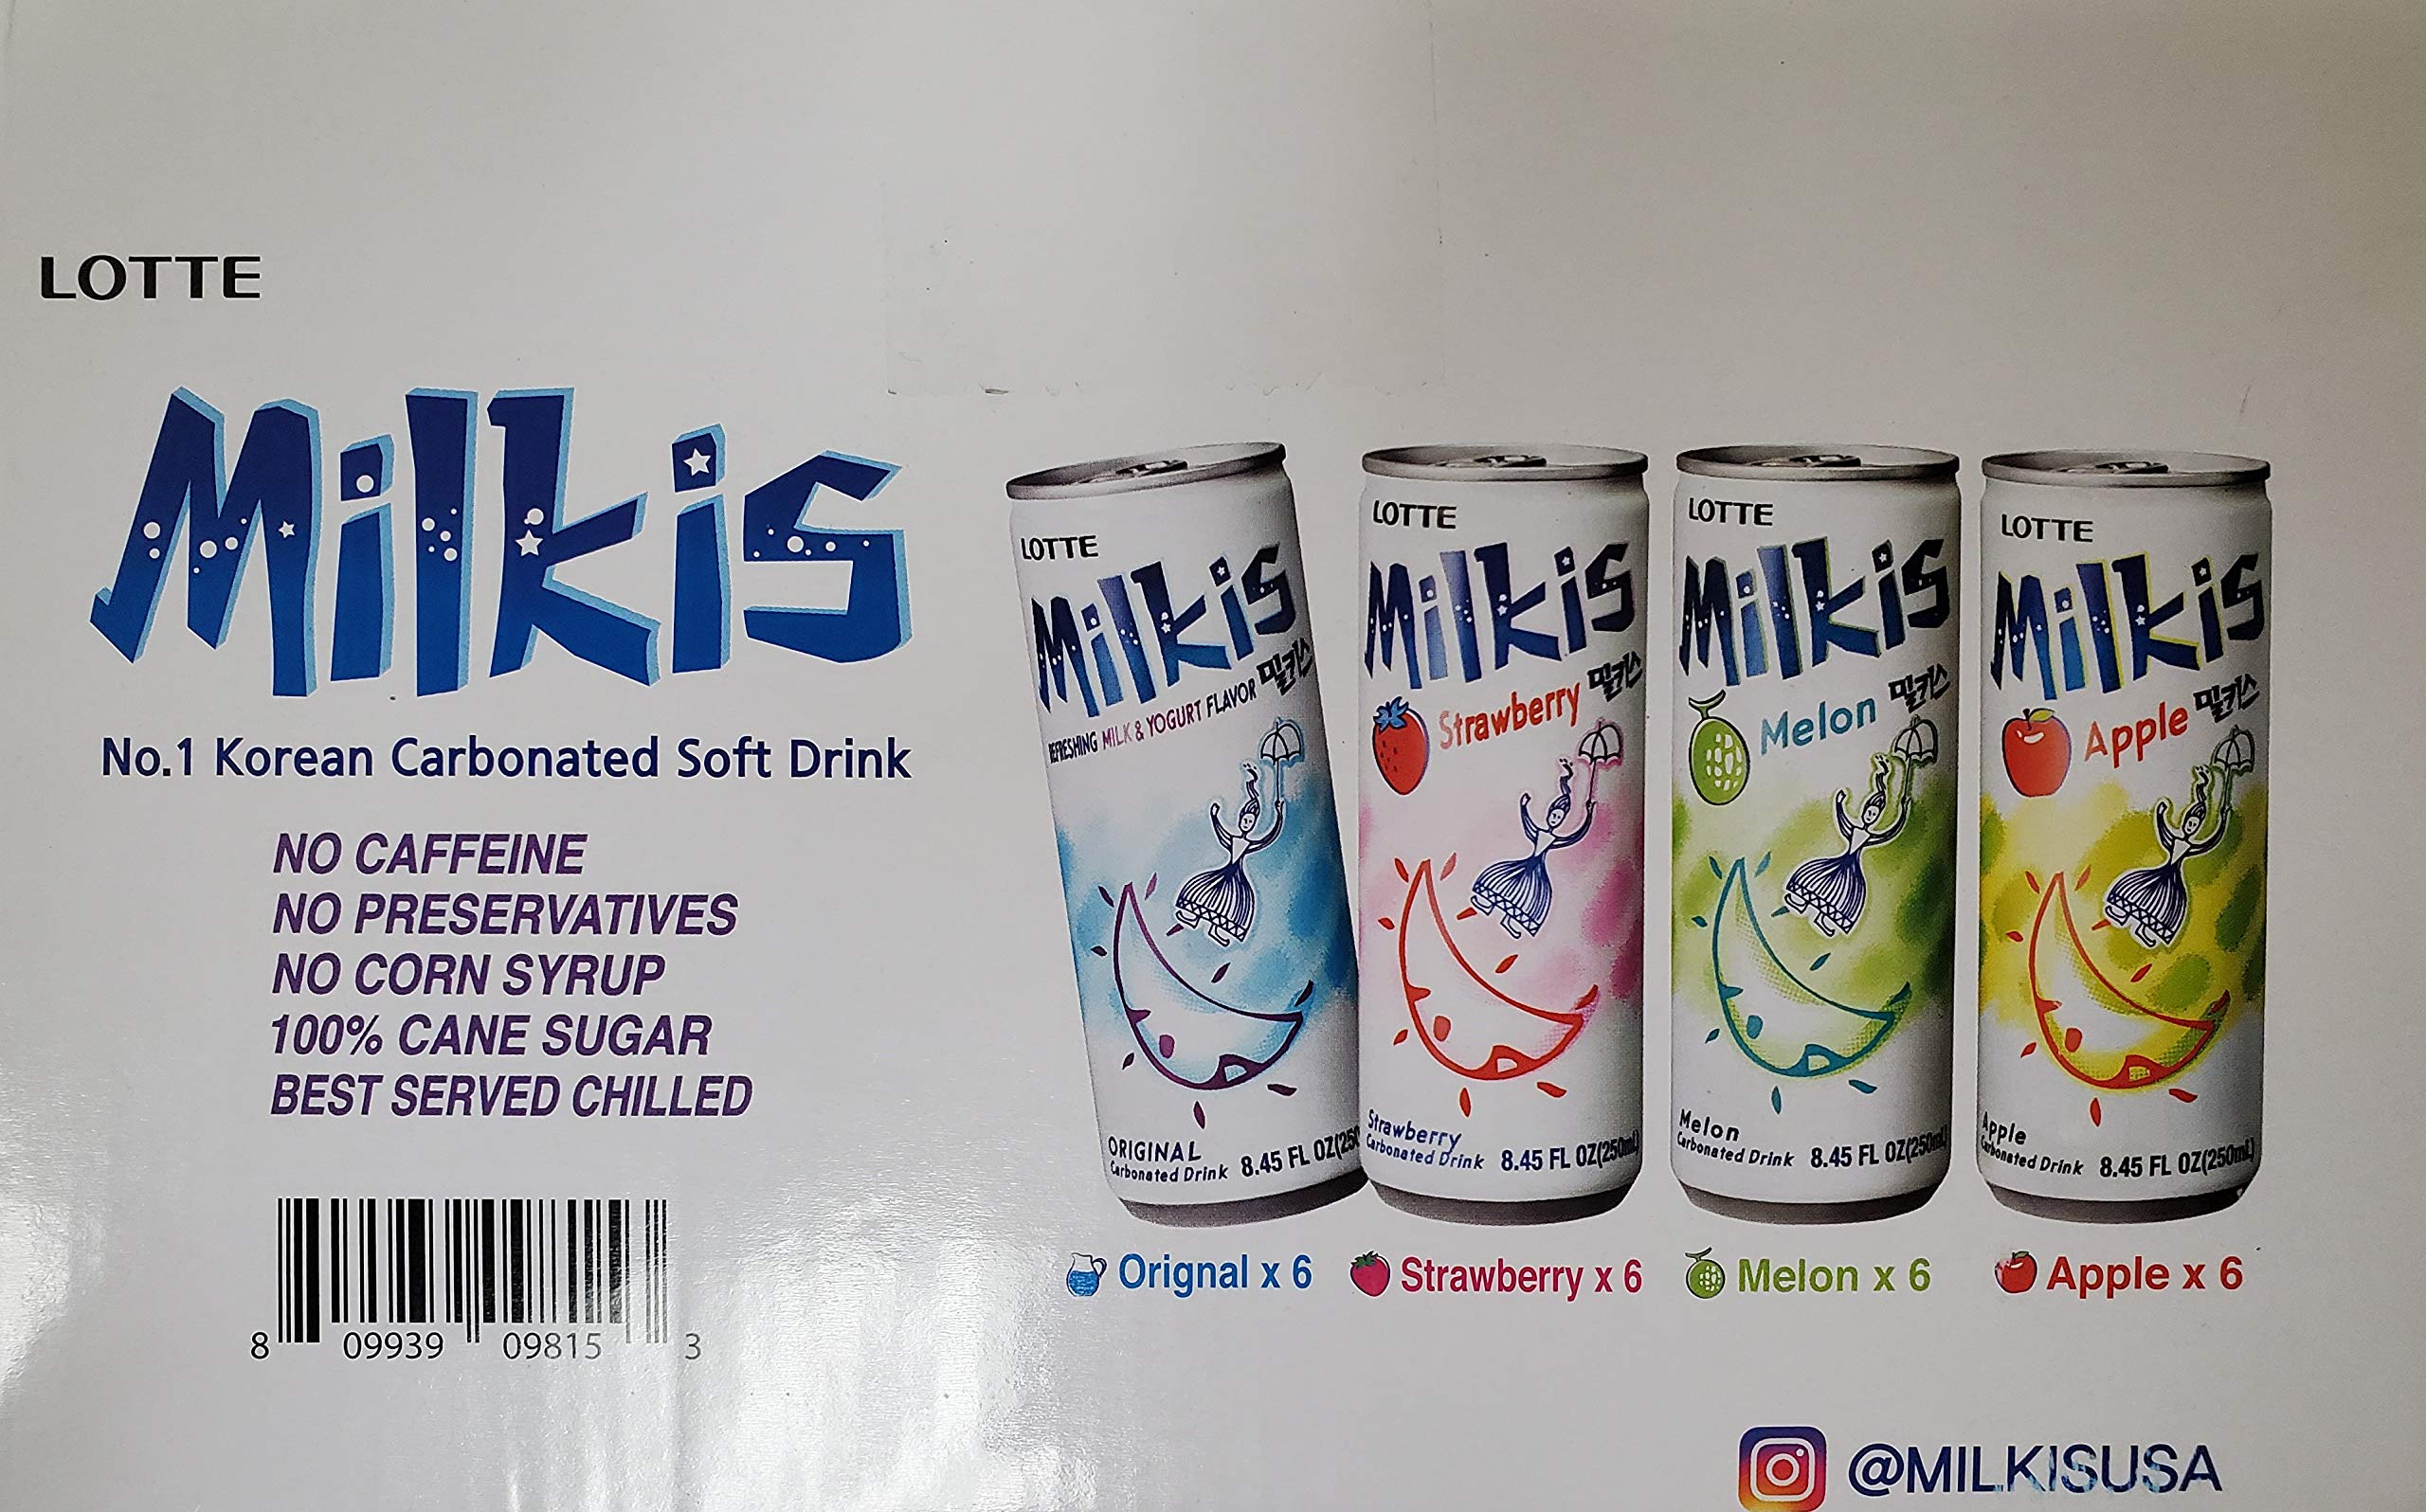 LOTTE
Milkis
No.1 Korean Carbonated Soft Drink
NO CAFFEINE
NO PRESERVATIVES
NO CORN SYRUP
100% CANE SUGAR
BEST SERVED CHILLED
8 09939 09815 3
LOTTE
Milkis
밀키스
REFRESHING MILK & YOGURT FLAVOR
ORIGINAL
Carbonated Drink 8.45 FL OZ(250
LOTTE
Milkis
밀키스
Strawberry
Strawberry
Carbonated Drink 8.45 FL OZ(250mL)
LOTTE
Milkis
밀키스
Melon
Melon
Carbonated Drink 8.45 FL OZ(250mL)
LOTTE
Milkis
밀키스
Apple
Apple
Carbonated Drink 8.45 FL OZ(250mL)
Orignal x 6
Strawberry x 6
Melon x 6
Apple x 6
@MILKISUSA